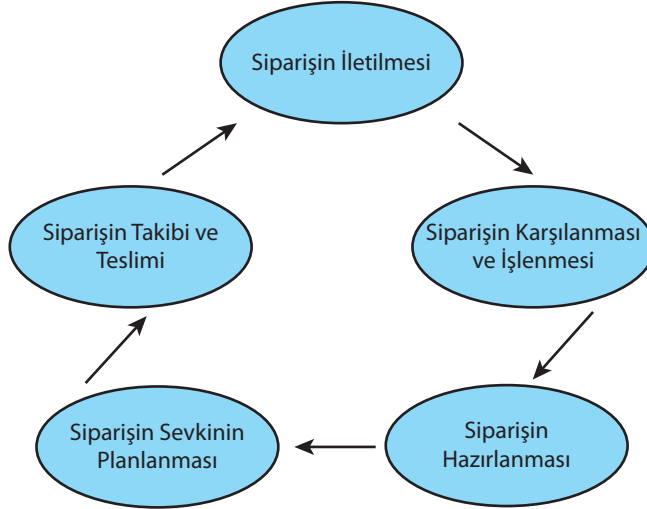 Siparişin İletilmesi
Siparişin Karşılanması
ve İşlenmesi
Siparişin
Hazırlanması
Siparişin Sevkinin
Planlanması
Siparişin Takibi ve
Teslimi